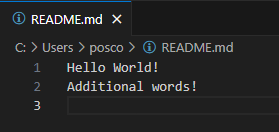 README.md
C: > Users > posco > README.md
1 Hello World!
2 Additional words!
3